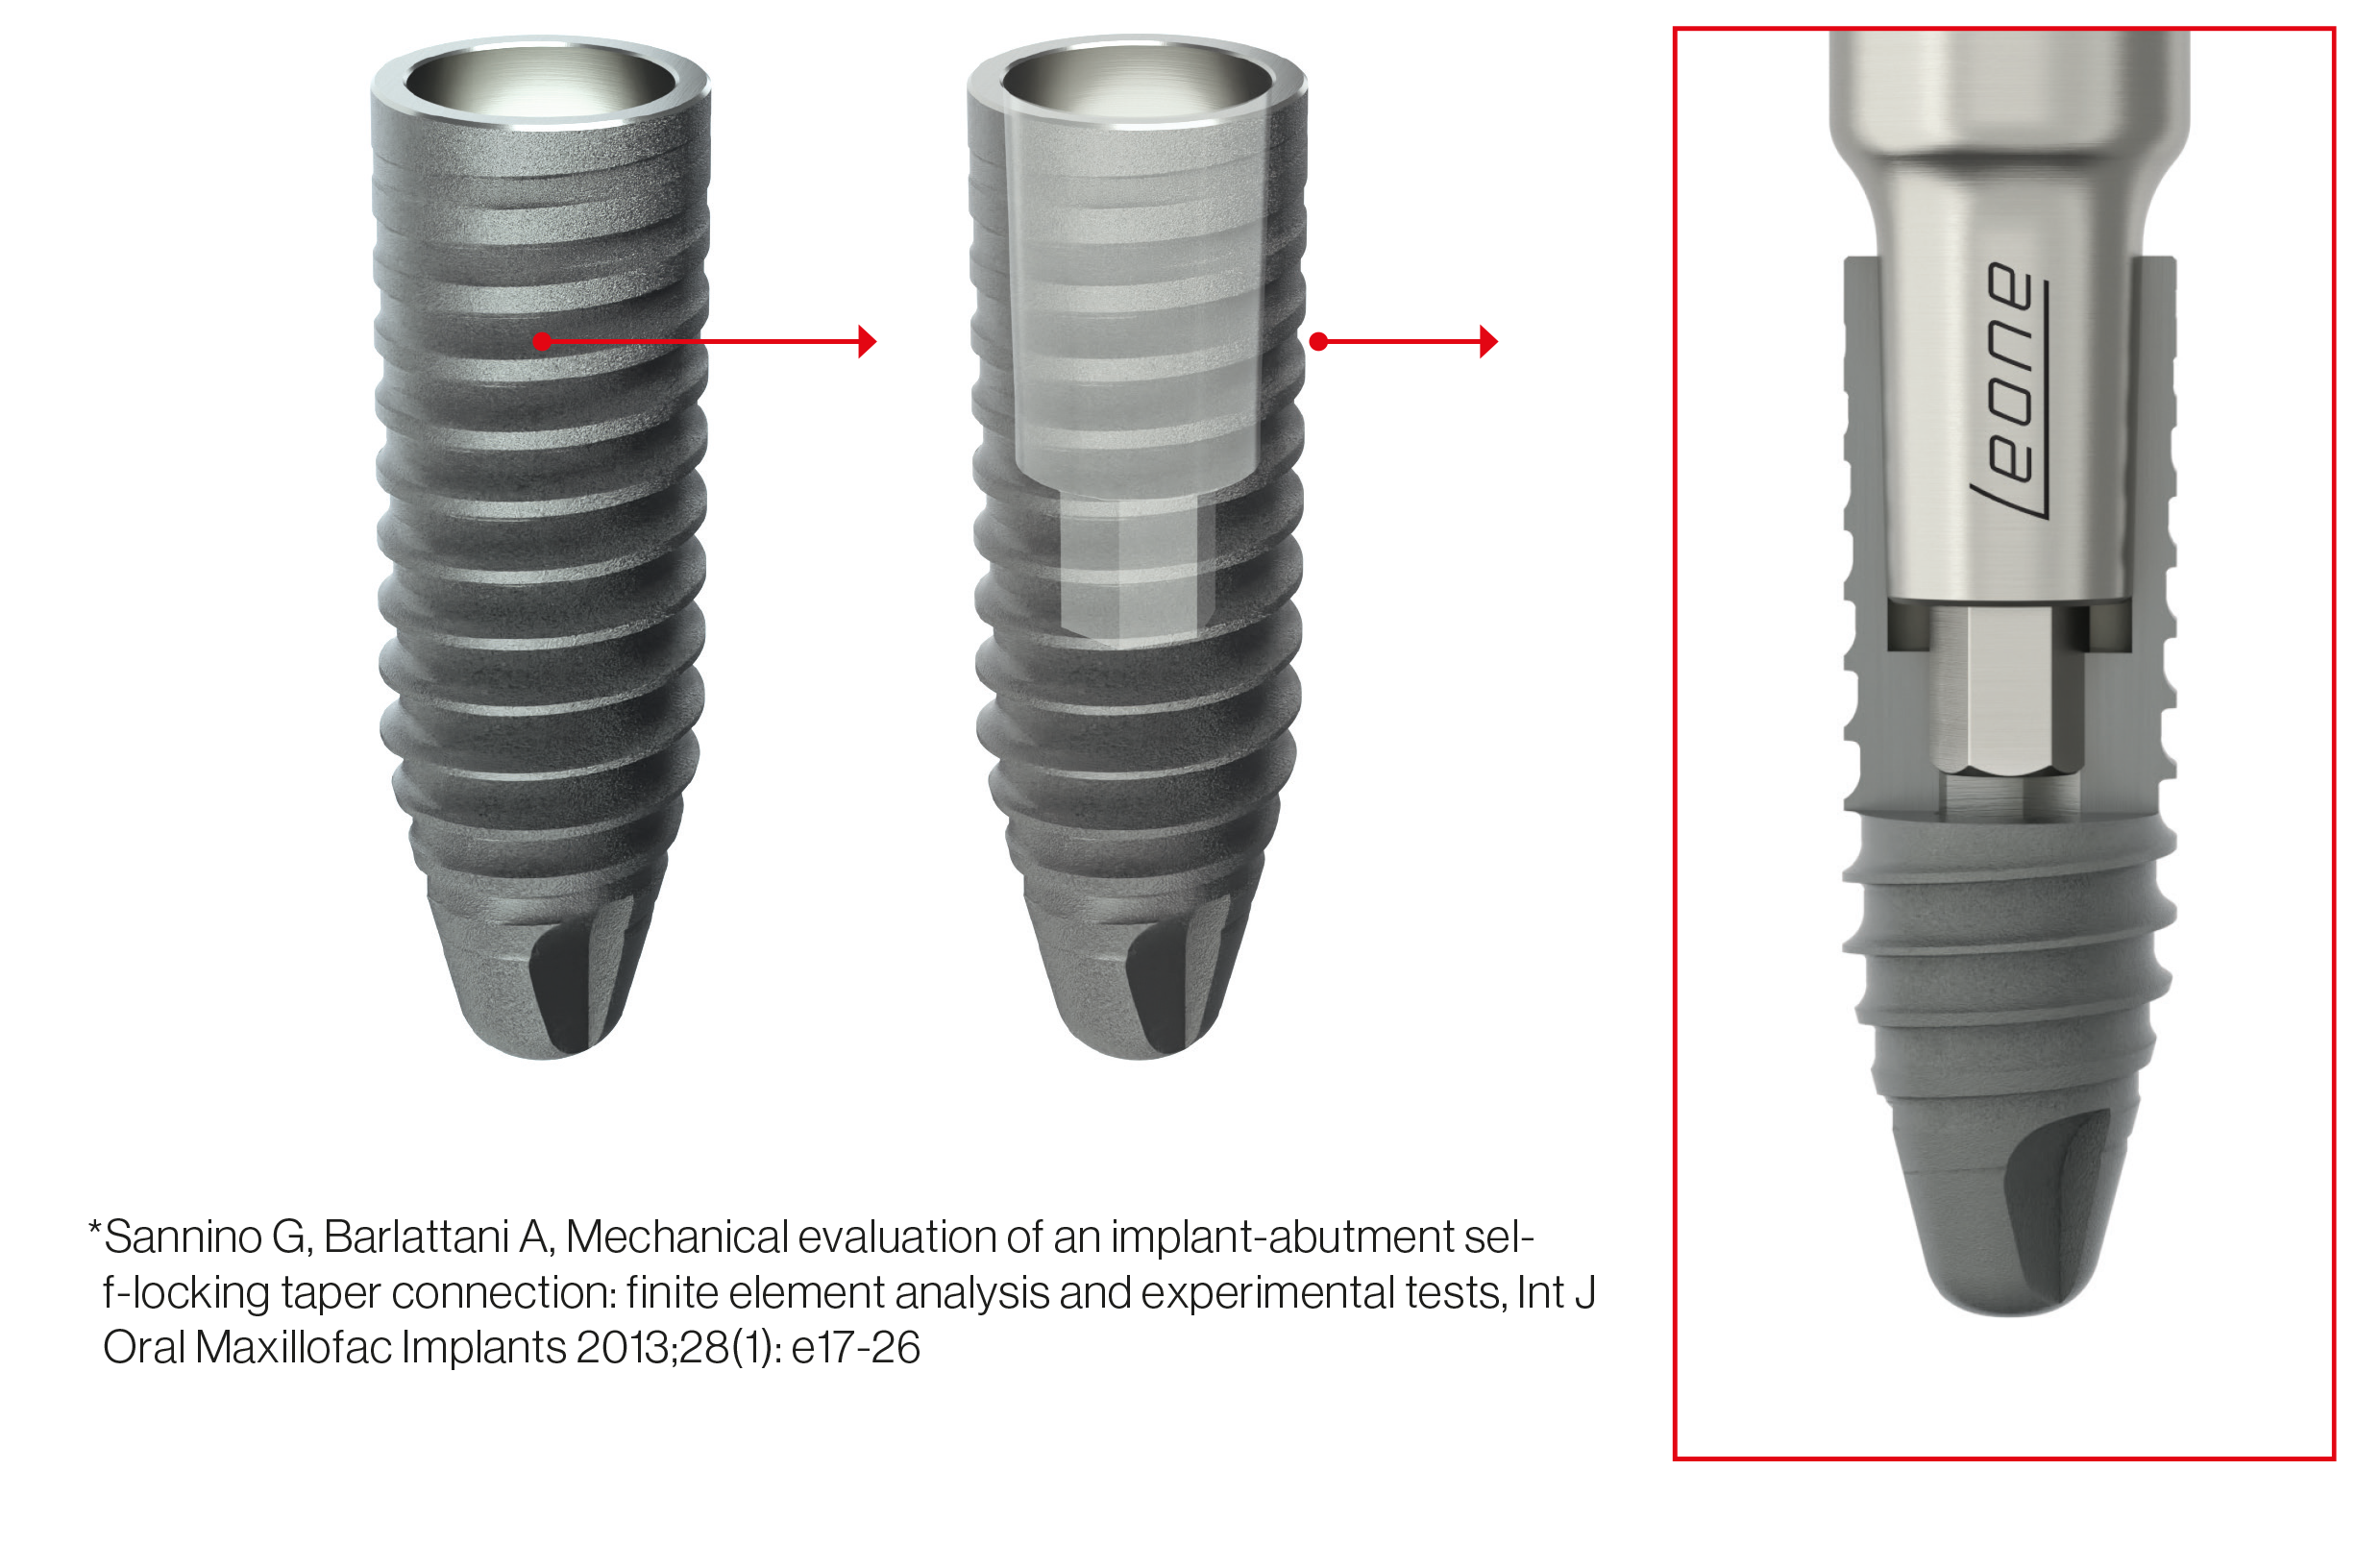 Leone
*Sannino G, Barlattani A, Mechanical evaluation of an implant-abutment sel-
f-locking taper connection: finite element analysis and experimental tests, Int J
Oral Maxillofac Implants 2013;28(1): e17-26